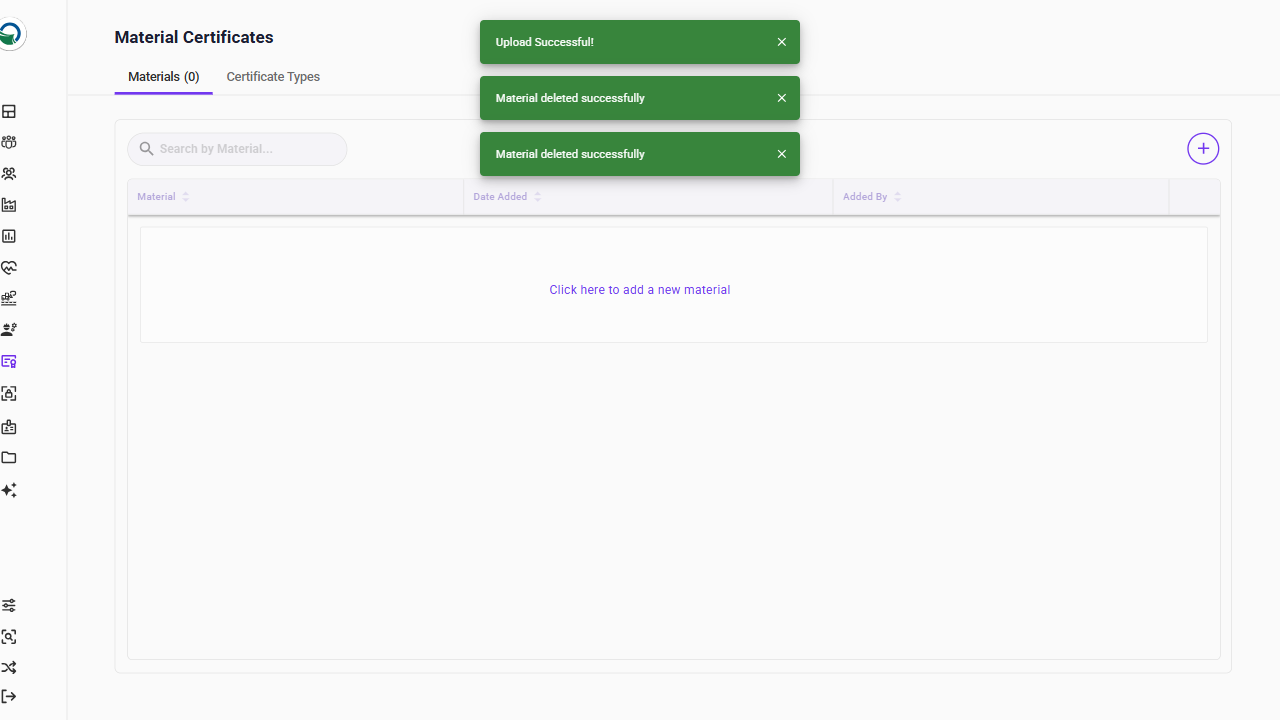 Material Certificates
Materials (0)
Certificate Types
Upload Successful!
Material deleted successfully
Material deleted successfully
Search by Material...
Material
Date Added
Added By
Click here to add a new material